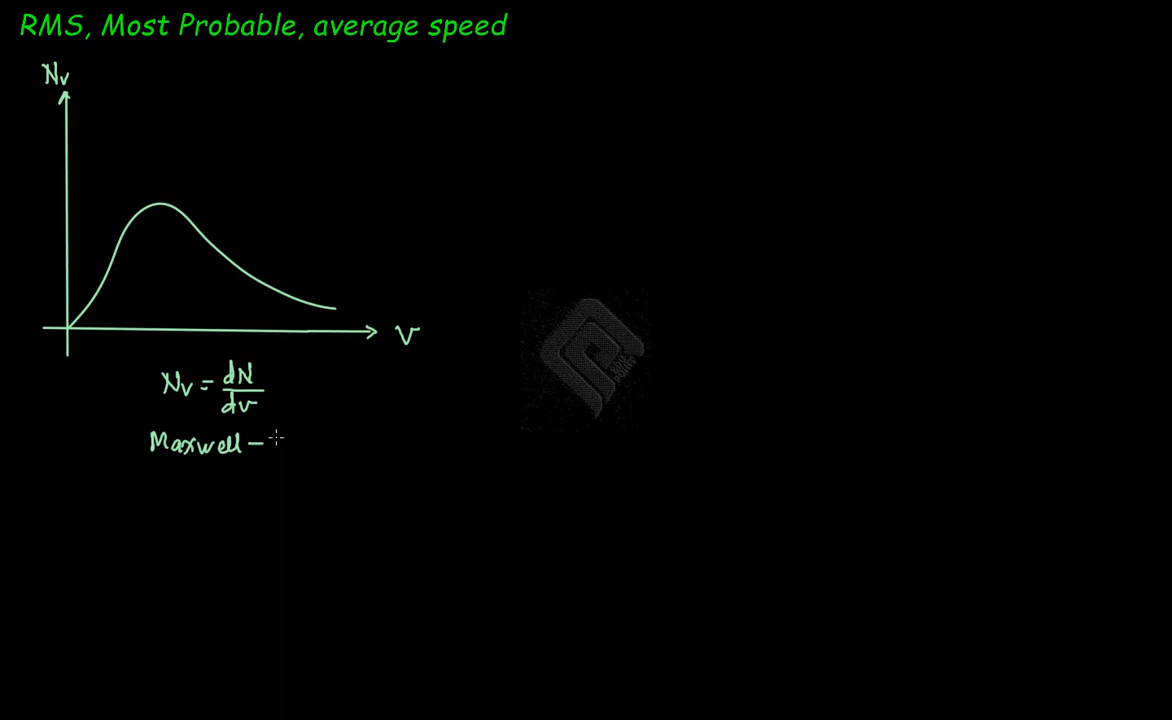 RMS, Most Probable, average speed
Nv
v
Nv = dN/dv
Maxwell -